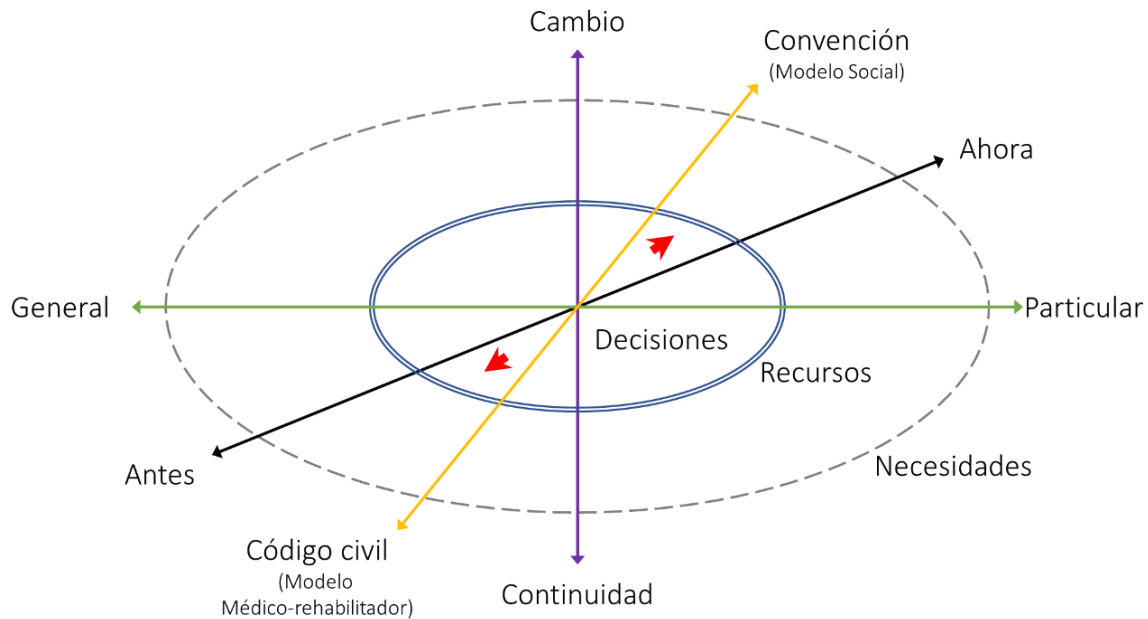 Cambio
Convención
(Modelo Social)
Ahora
General
Particular
Decisiones
Recursos
Antes
Necesidades
Código civil
(Modelo
Médico-rehabilitador)
Continuidad